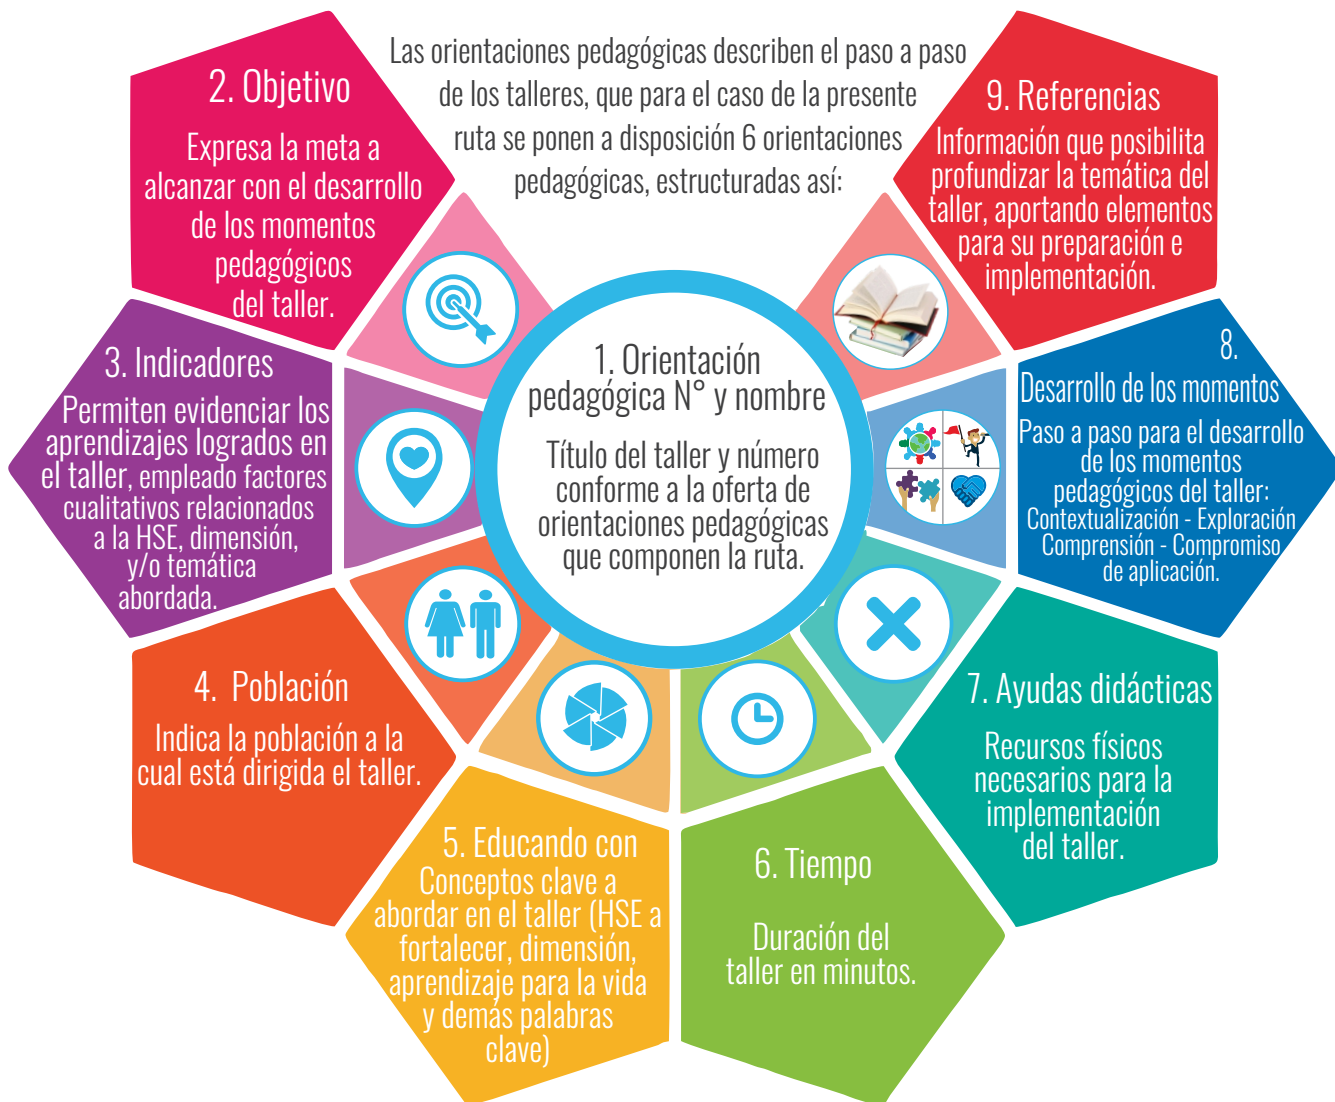 Las orientaciones pedagógicas describen el paso a paso
de los talleres, que para el caso de la presente
ruta se ponen a disposición 6 orientaciones
pedagógicas, estructuradas así:
1. Orientación
pedagógica N° y nombre
Título del taller y número
conforme a la oferta de
orientaciones pedagógicas
que componen la ruta.
2. Objetivo
Expresa la meta a
alcanzar con el desarrollo
de los momentos
pedagógicos
del taller.
3. Indicadores
Permiten evidenciar los
aprendizajes logrados en
el taller, empleado factores
cualitativos relacionados
a la HSE, dimensión,
y/o temática
abordada.
4. Población
Indica la población a la
cual está dirigida el taller.
5. Educando con
Conceptos clave a
abordar en el taller (HSE a
fortalecer, dimensión,
aprendizaje para la vida
y demás palabras
clave)
6. Tiempo
Duración del
taller en minutos.
7. Ayudas didácticas
Recursos físicos
necesarios para la
implementación
del taller.
8.
Desarrollo de los momentos
Paso a paso para el desarrollo
de los momentos
pedagógicos del taller:
Contextualización - Exploración
Comprensión - Compromiso
de aplicación.
9. Referencias
Información que posibilita
profundizar la temática del
taller, aportando elementos
para su preparación e
implementación.